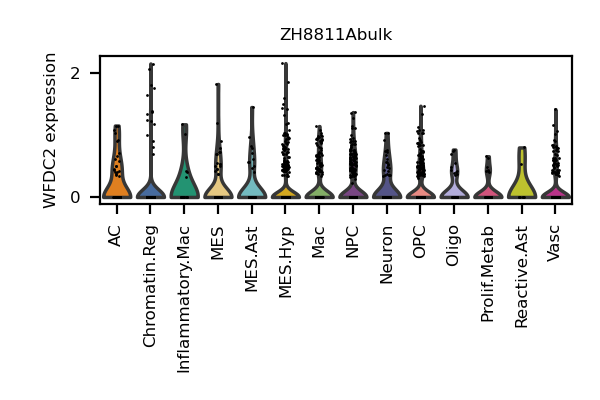 ZH8811Abulk
WFDC2 expression
2
0
AC
Chromatin.Reg
Inflammatory.Mac
MES
MES.Ast
MES.Hyp
Mac
NPC
Neuron
OPC
Oligo
Prolif.Metab
Reactive.Ast
Vasc